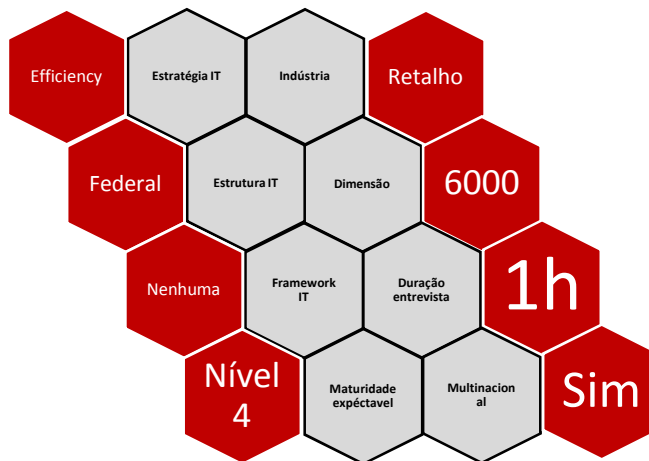 Efficiency
Estratégia IT
Indústria
Retalho
Federal
Estrutura IT
Dimensão
6000
Nenhuma
Framework
IT
Duração
entrevista
1h
Nível
4
Maturidade
expéctavel
Multinacion
al
Sim